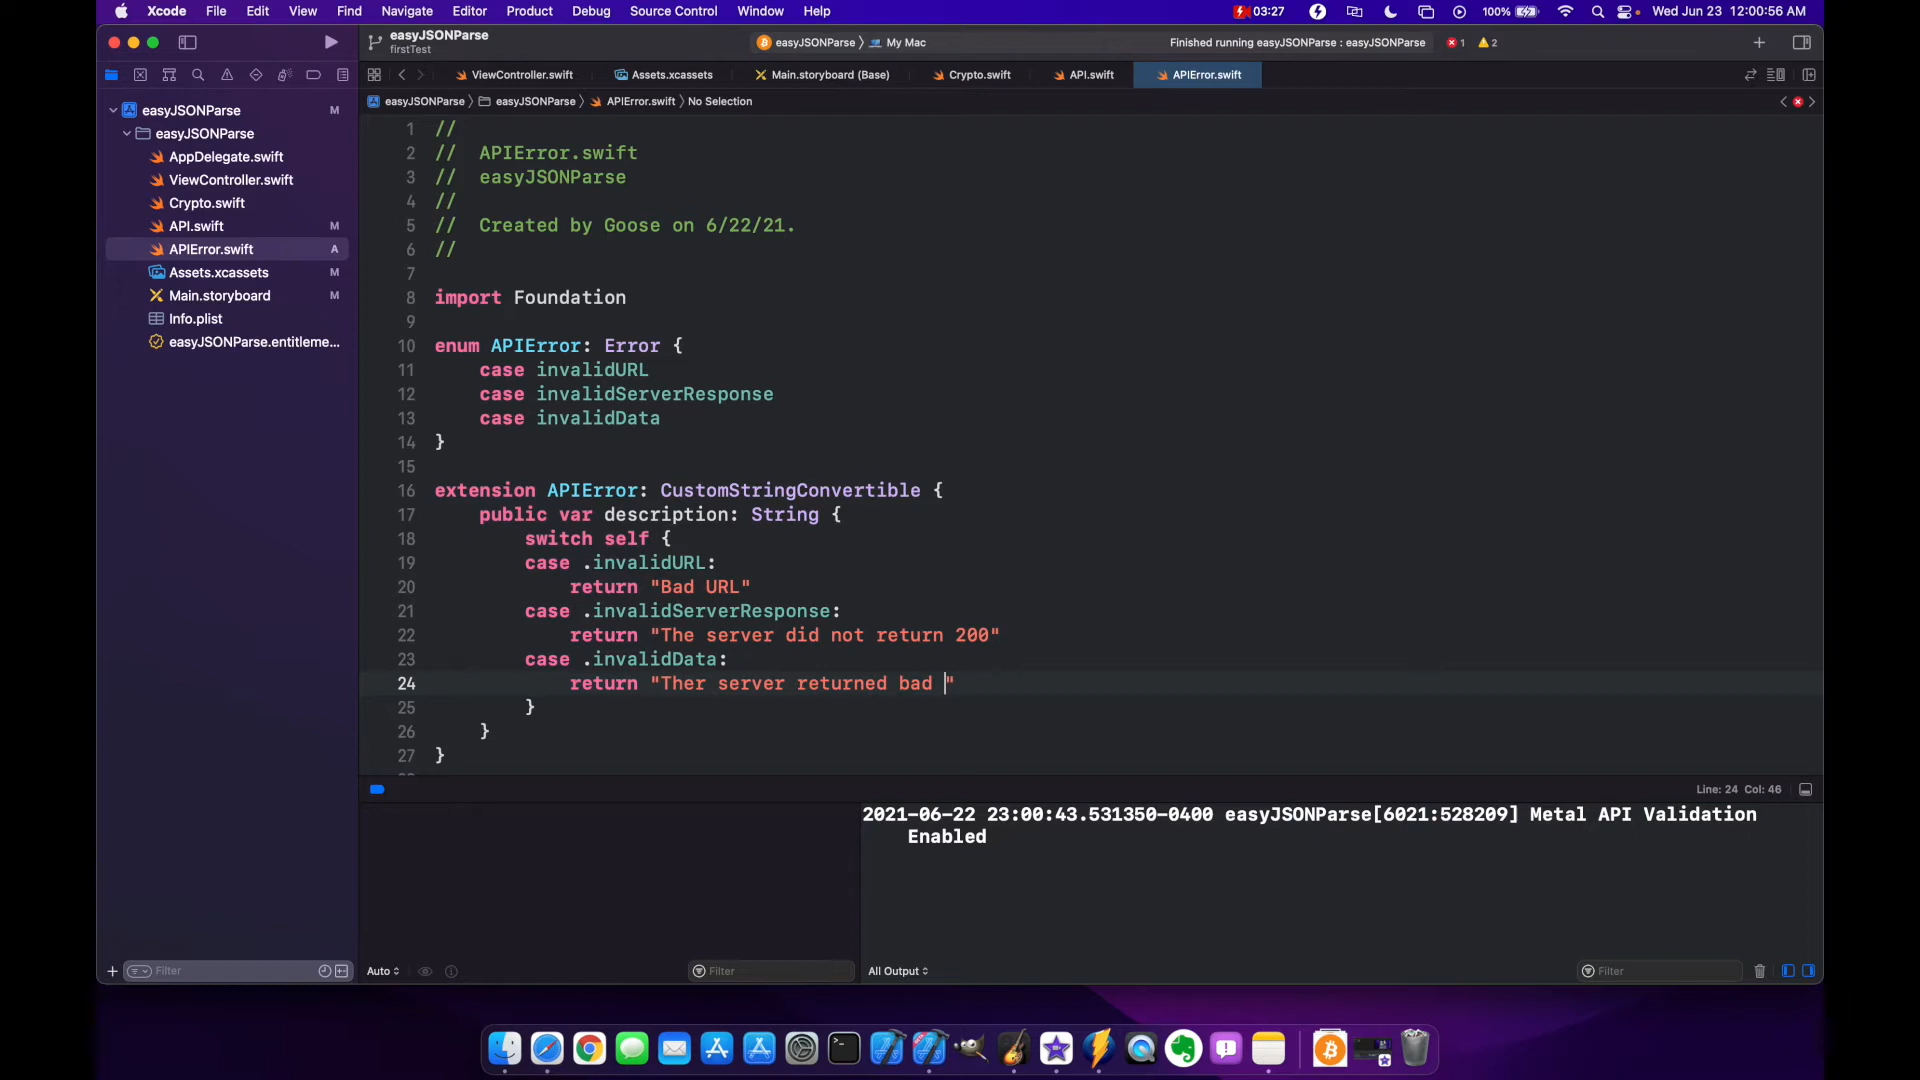 Xcode File Edit View Find Navigate Editor Product Debug Source Control Window Help 03:27 100% Wed Jun 23 12:00:56 AM
easyJSONParse
firstTest
easyJSONParse 〉 My Mac
Finished running easyJSONParse : easyJSONParse
1
2
ViewController.swift Assets.xcassets Main.storyboard (Base) Crypto.swift API.swift APIError.swift
easyJSONParse 〉 easyJSONParse 〉 APIError.swift 〉 No Selection
easyJSONParse M
easyJSONParse
AppDelegate.swift
ViewController.swift
Crypto.swift
API.swift M
APIError.swift A
Assets.xcassets M
Main.storyboard M
Info.plist
easyJSONParse.entitleme...
1 //
2 //  APIError.swift
3 //  easyJSONParse
4 //
5 //  Created by Goose on 6/22/21.
6 //
7
8 import Foundation
9
10 enum APIError: Error {
11     case invalidURL
12     case invalidServerResponse
13     case invalidData
14 }
15
16 extension APIError: CustomStringConvertible {
17     public var description: String {
18         switch self {
19         case .invalidURL:
20             return "Bad URL"
21         case .invalidServerResponse:
22             return "The server did not return 200"
23         case .invalidData:
24             return "Ther server returned bad "
25         }
26     }
27 }
Line: 24 Col: 46
2021-06-22 23:00:43.531350-0400 easyJSONParse[6021:528209] Metal API Validation
Enabled
Filter
Auto
Filter
All Output
Filter